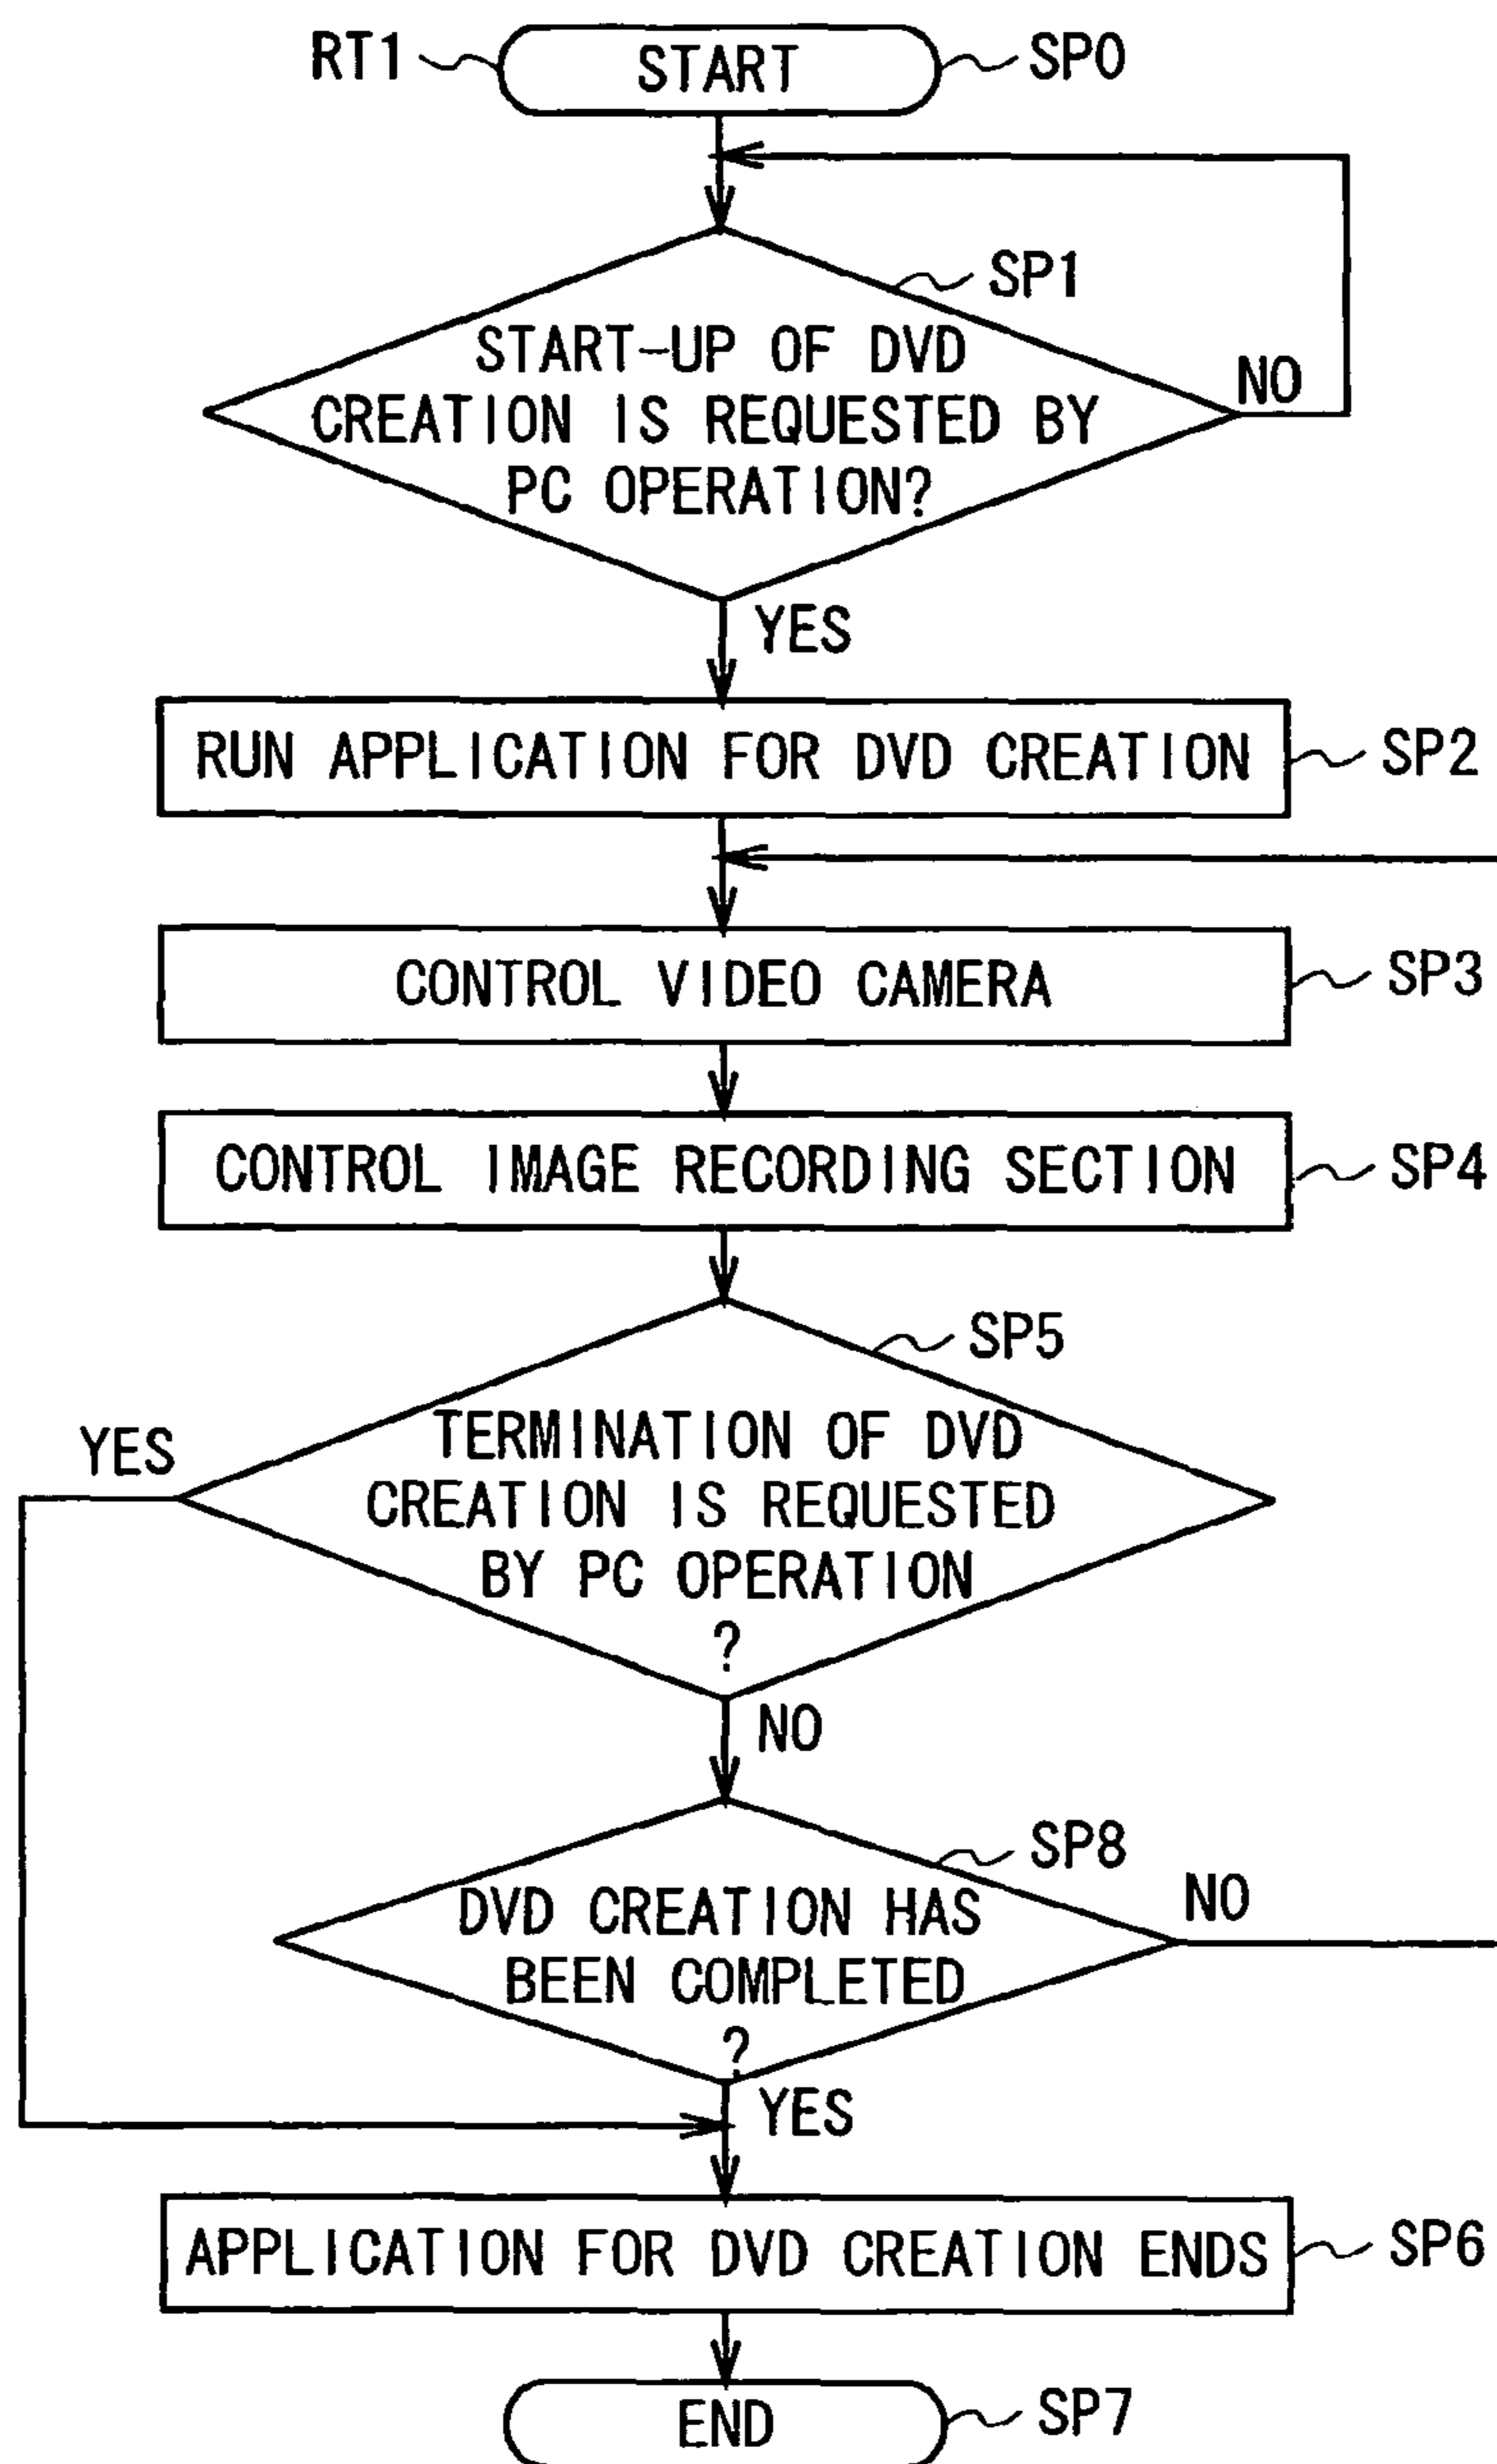 RT1
START
SP0
SP1
START-UP OF DVD
CREATION IS REQUESTED BY
PC OPERATION?
NO
YES
RUN APPLICATION FOR DVD CREATION
SP2
CONTROL VIDEO CAMERA
SP3
CONTROL IMAGE RECORDING SECTION
SP4
SP5
YES
TERMINATION OF DVD
CREATION IS REQUESTED
BY PC OPERATION
?
NO
SP8
NO
DVD CREATION HAS
BEEN COMPLETED
?
YES
APPLICATION FOR DVD CREATION ENDS
SP6
END
SP7